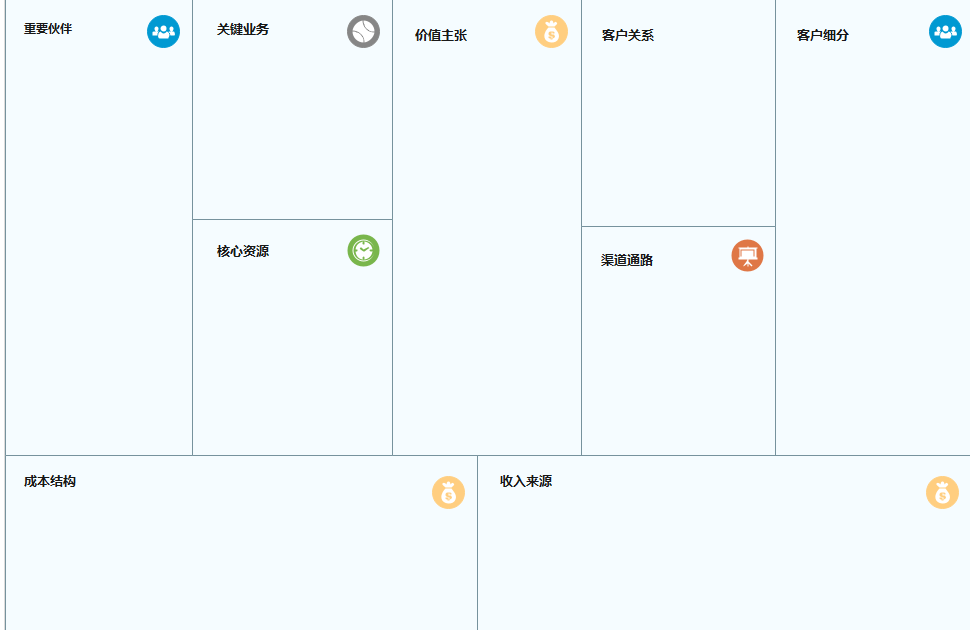 重要伙伴
关键业务
价值主张
客户关系
客户细分
核心资源
渠道通路
成本结构
收入来源